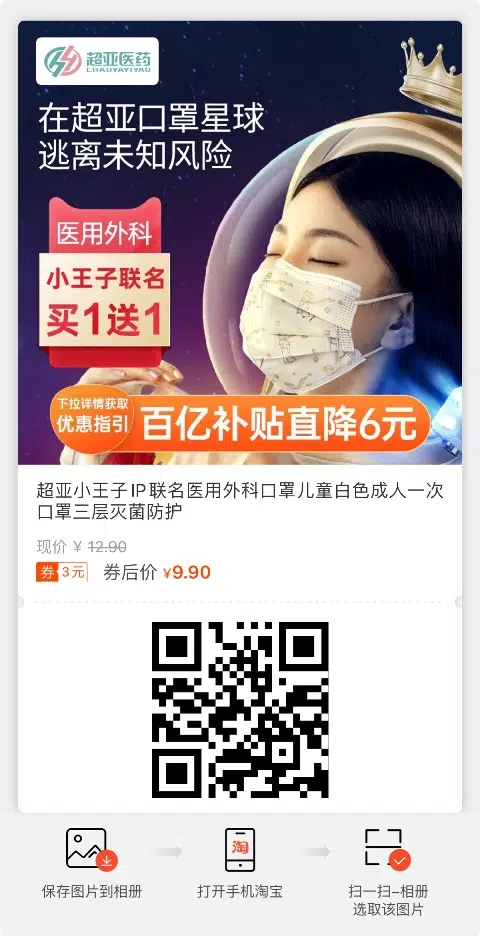 超亚医药
CHAOYAYIYAO
在超亚口罩星球
逃离未知风险
医用外科
小王子联名
买1送1
下拉详情获取
优惠指引
百亿补贴直降6元
超亚小王子IP联名医用外科口罩儿童白色成人一次
口罩三层灭菌防护
现价 ¥ 12.90
券 3元 券后价 ¥9.90
淘
保存图片到相册
打开手机淘宝
扫一扫-相册
选取该图片